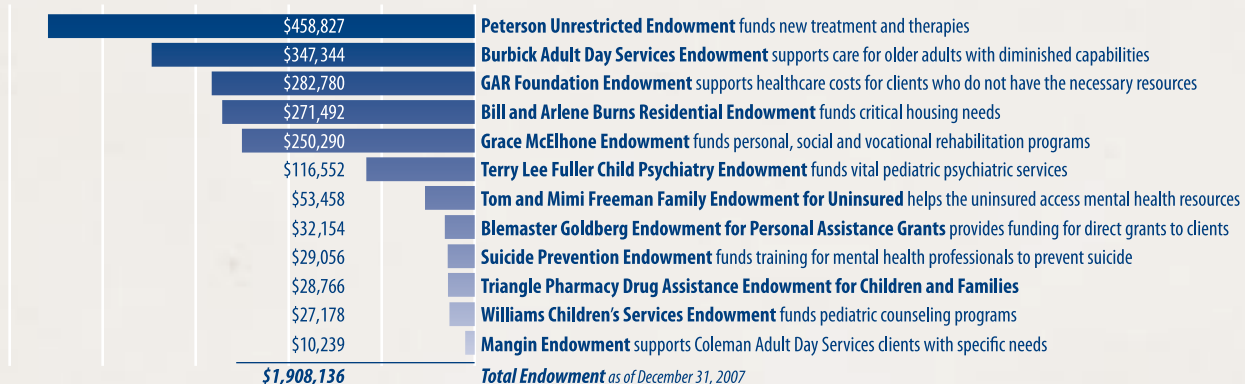 $458,827 Peterson Unrestricted Endowment funds new treatment and therapies
$347,344 Burbick Adult Day Services Endowment supports care for older adults with diminished capabilities
$282,780 GAR Foundation Endowment supports healthcare costs for clients who do not have the necessary resources
$271,492 Bill and Arlene Burns Residential Endowment funds critical housing needs
$250,290 Grace McElhone Endowment funds personal, social and vocational rehabilitation programs
$116,552 Terry Lee Fuller Child Psychiatry Endowment funds vital pediatric psychiatric services
$53,458 Tom and Mimi Freeman Family Endowment for Uninsured helps the uninsured access mental health resources
$32,154 Blemaster Goldberg Endowment for Personal Assistance Grants provides funding for direct grants to clients
$29,056 Suicide Prevention Endowment funds training for mental health professionals to prevent suicide
$28,766 Triangle Pharmacy Drug Assistance Endowment for Children and Families
$27,178 Williams Children's Services Endowment funds pediatric counseling programs
$10,239 Mangin Endowment supports Coleman Adult Day Services clients with specific needs
$1,908,136 Total Endowment as of December 31, 2007